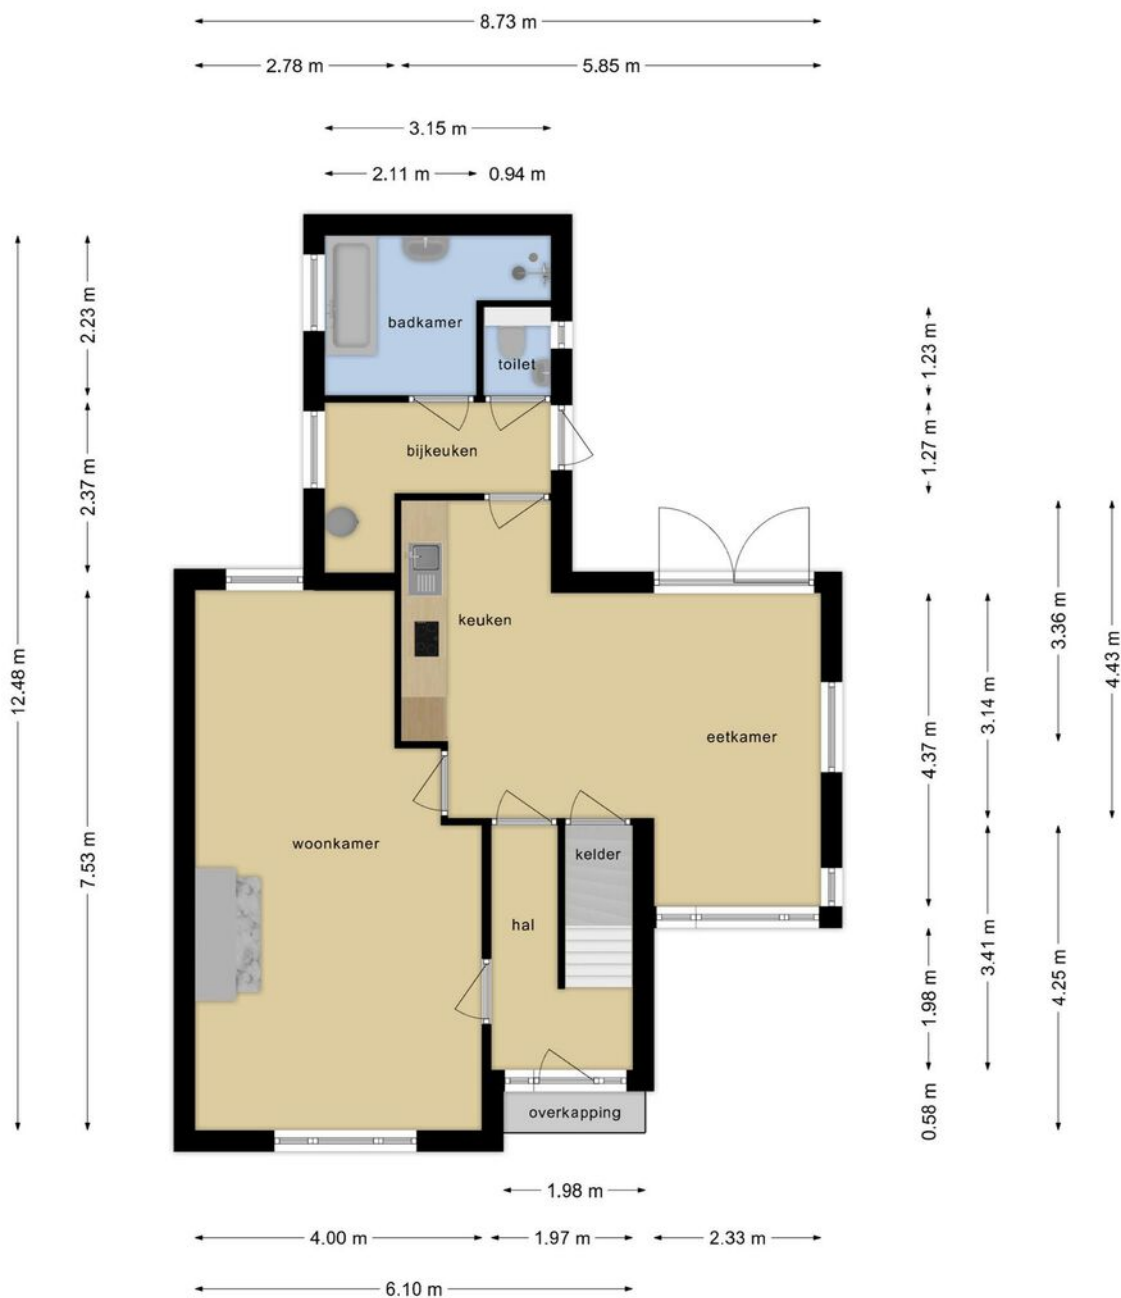 8.73 m
2.78 m
5.85 m
3.15 m
2.11 m
0.94 m
12.48 m
2.23 m
2.37 m
7.53 m
badkamer
toilet
bijkeuken
keuken
eetkamer
woonkamer
kelder
hal
overkapping
1.23 m
1.27 m
4.37 m
1.98 m
0.58 m
3.14 m
3.41 m
3.36 m
4.25 m
4.43 m
1.98 m
4.00 m
1.97 m
2.33 m
6.10 m